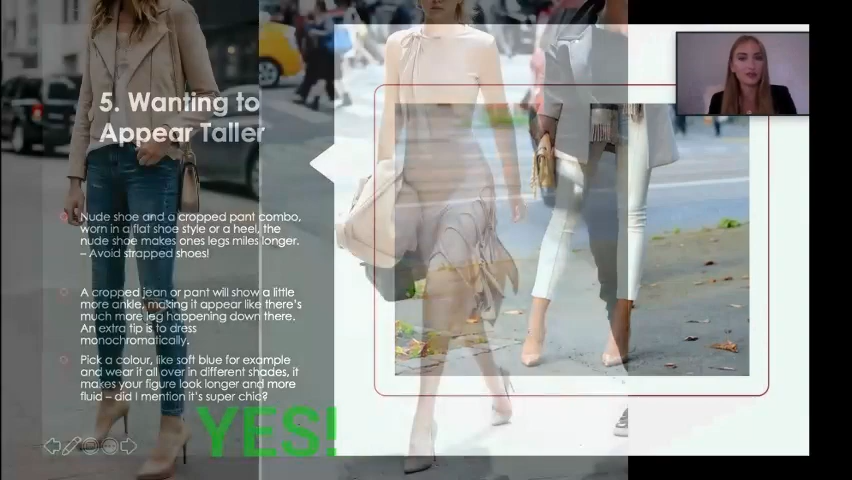 5. Wanting to
Appear Taller
Nude shoe and a cropped pant combo,
worn in a flat shoe style or a heel, the
nude shoe makes ones legs miles longer.
– Avoid strapped shoes!
A cropped jean or pant will show a little
more ankle, making it appear like there's
much more leg happening down there.
An extra tip is to dress
monochromatically.
Pick a colour, like soft blue for example
and wear it all over in different shades, it
makes your figure look longer and more
fluid – did I mention it's super chic?
YES!